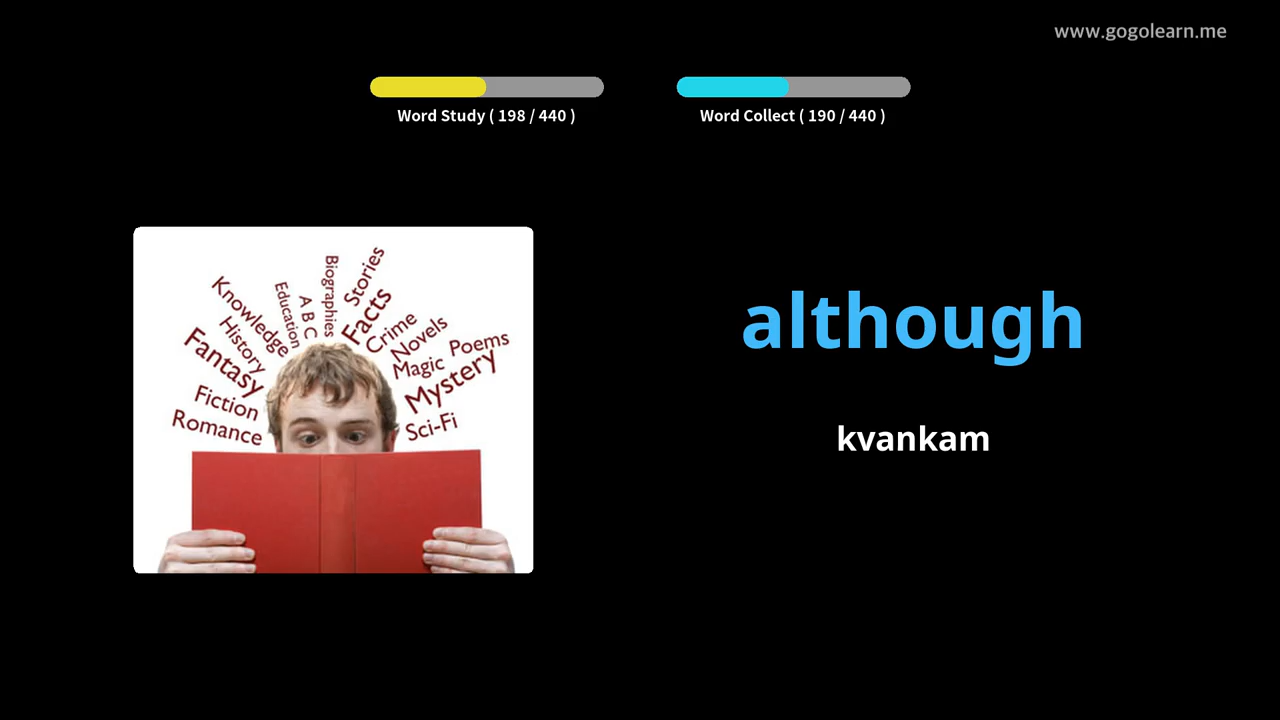 www.gogolearn.me
Word Study ( 198 / 440 )
Word Collect ( 190 / 440 )
Stories
Biographies
Facts
A B C
Education
Knowledge
History
Crime
Novels
Poems
Fantasy
Magic
Mystery
Fiction
Romance
Sci-Fi
although
kvankam